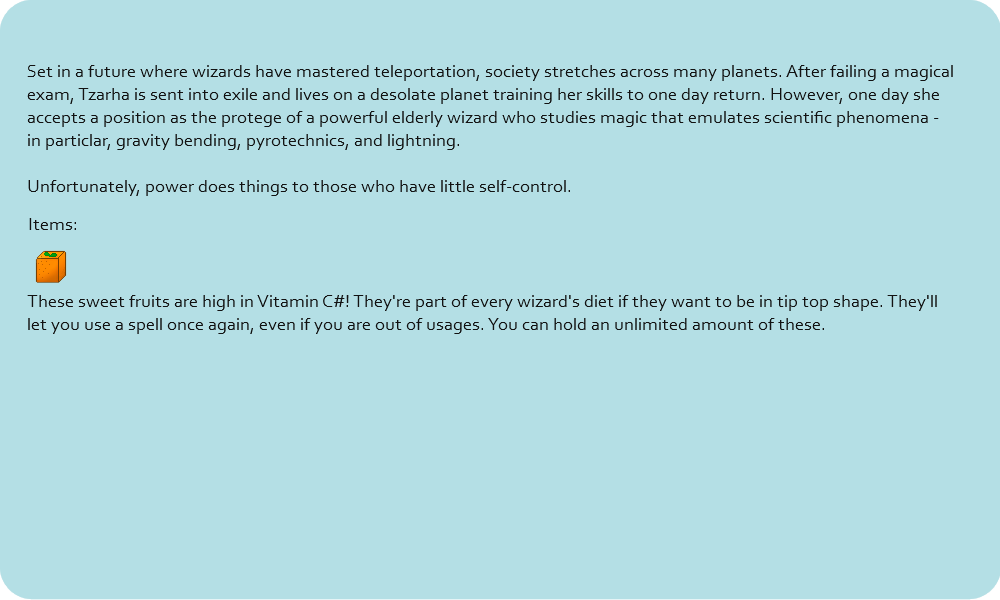 Set in a future where wizards have mastered teleportation, society stretches across many planets. After failing a magical
exam, Tzarha is sent into exile and lives on a desolate planet training her skills to one day return. However, one day she
accepts a position as the protege of a powerful elderly wizard who studies magic that emulates scientific phenomena -
in particlar, gravity bending, pyrotechnics, and lightning.
Unfortunately, power does things to those who have little self-control.
Items:
These sweet fruits are high in Vitamin C#! They're part of every wizard's diet if they want to be in tip top shape. They'll
let you use a spell once again, even if you are out of usages. You can hold an unlimited amount of these.